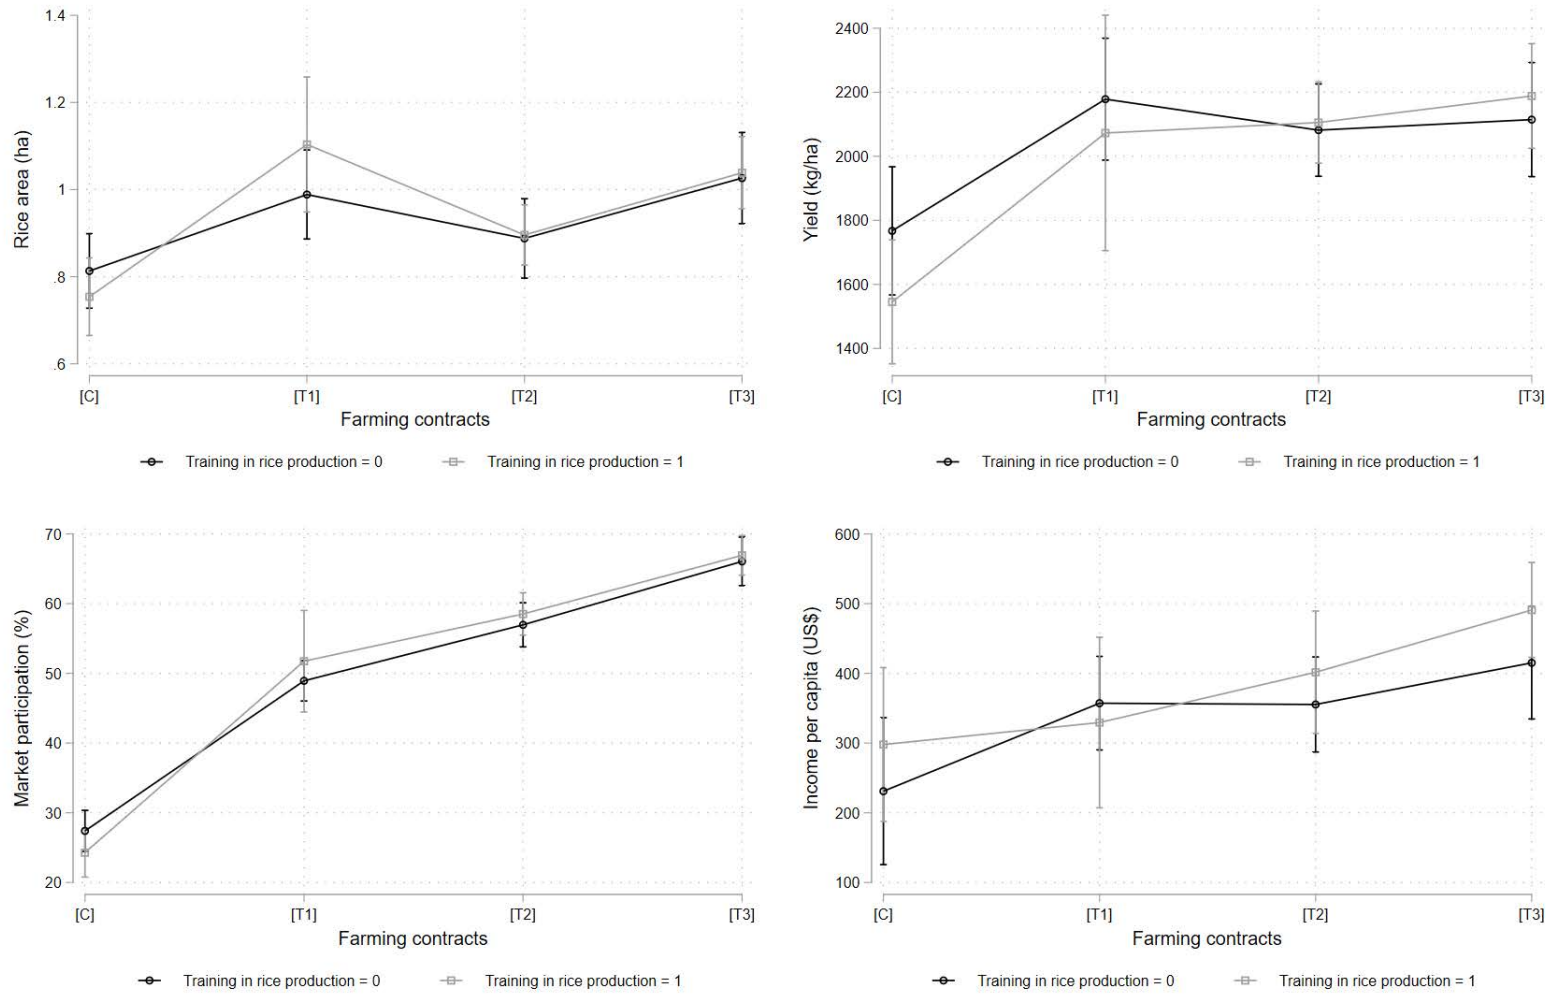 Rice area (ha)
1.4
1.2
1
.8
.6
[C] [T1] [T2] [T3]
Farming contracts
Training in rice production = 0 Training in rice production = 1
Yield (kg/ha)
2400
2200
2000
1800
1600
1400
[C] [T1] [T2] [T3]
Farming contracts
Training in rice production = 0 Training in rice production = 1
Market participation (%)
70
60
50
40
30
20
[C] [T1] [T2] [T3]
Farming contracts
Training in rice production = 0 Training in rice production = 1
Income per capita (US$)
600
500
400
300
200
100
[C] [T1] [T2] [T3]
Farming contracts
Training in rice production = 0 Training in rice production = 1